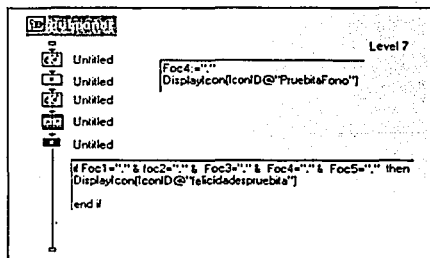 Level 7
Untitled
Untitled
Untitled
Untitled
Untitled
Foc4:="."
DisplayIcon(IconID@"PruebitaFono")
if Foc1="." & foc2="." & Foc3="." & Foc4="." & Foc5="." then
DisplayIcon(IconID@"felicidadespruebita")
end if